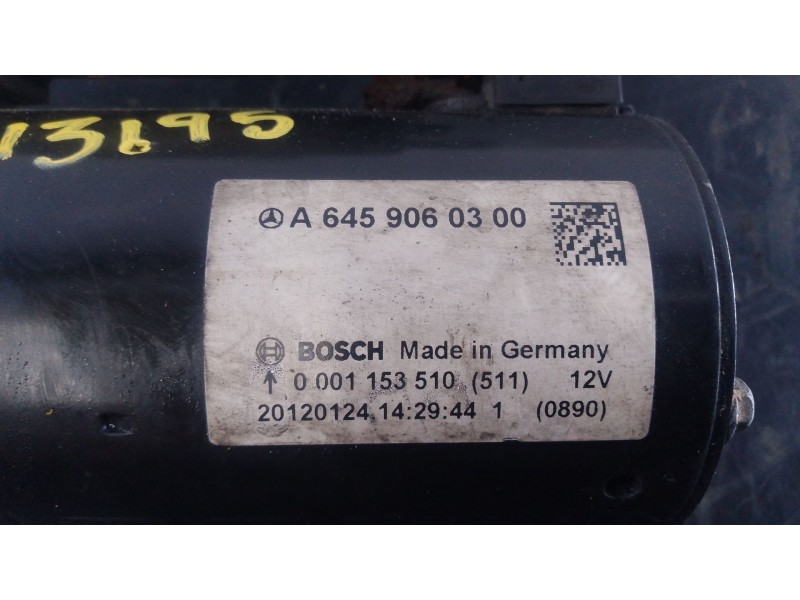 13695
A 645 906 03 00
BOSCH Made in Germany
↑ 0 001 153 510 (511) 12V
20120124 14:29:44 1 (0890)